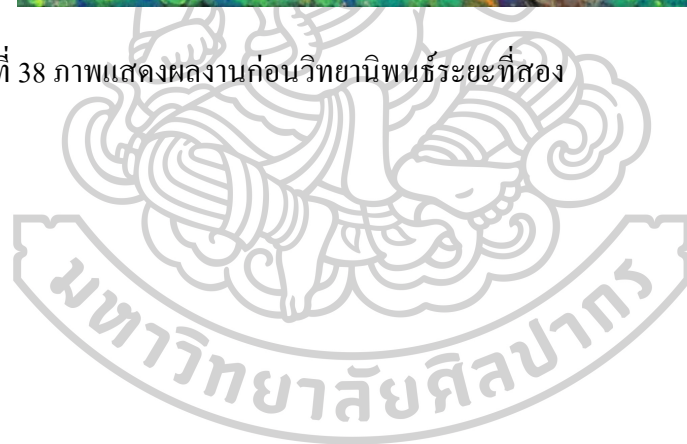 ที่ 38 ภาพแสดงผลงานก่อนวิทยานิพนธ์ระยะที่สอง
มหาวิทยาลัยศิลปากร